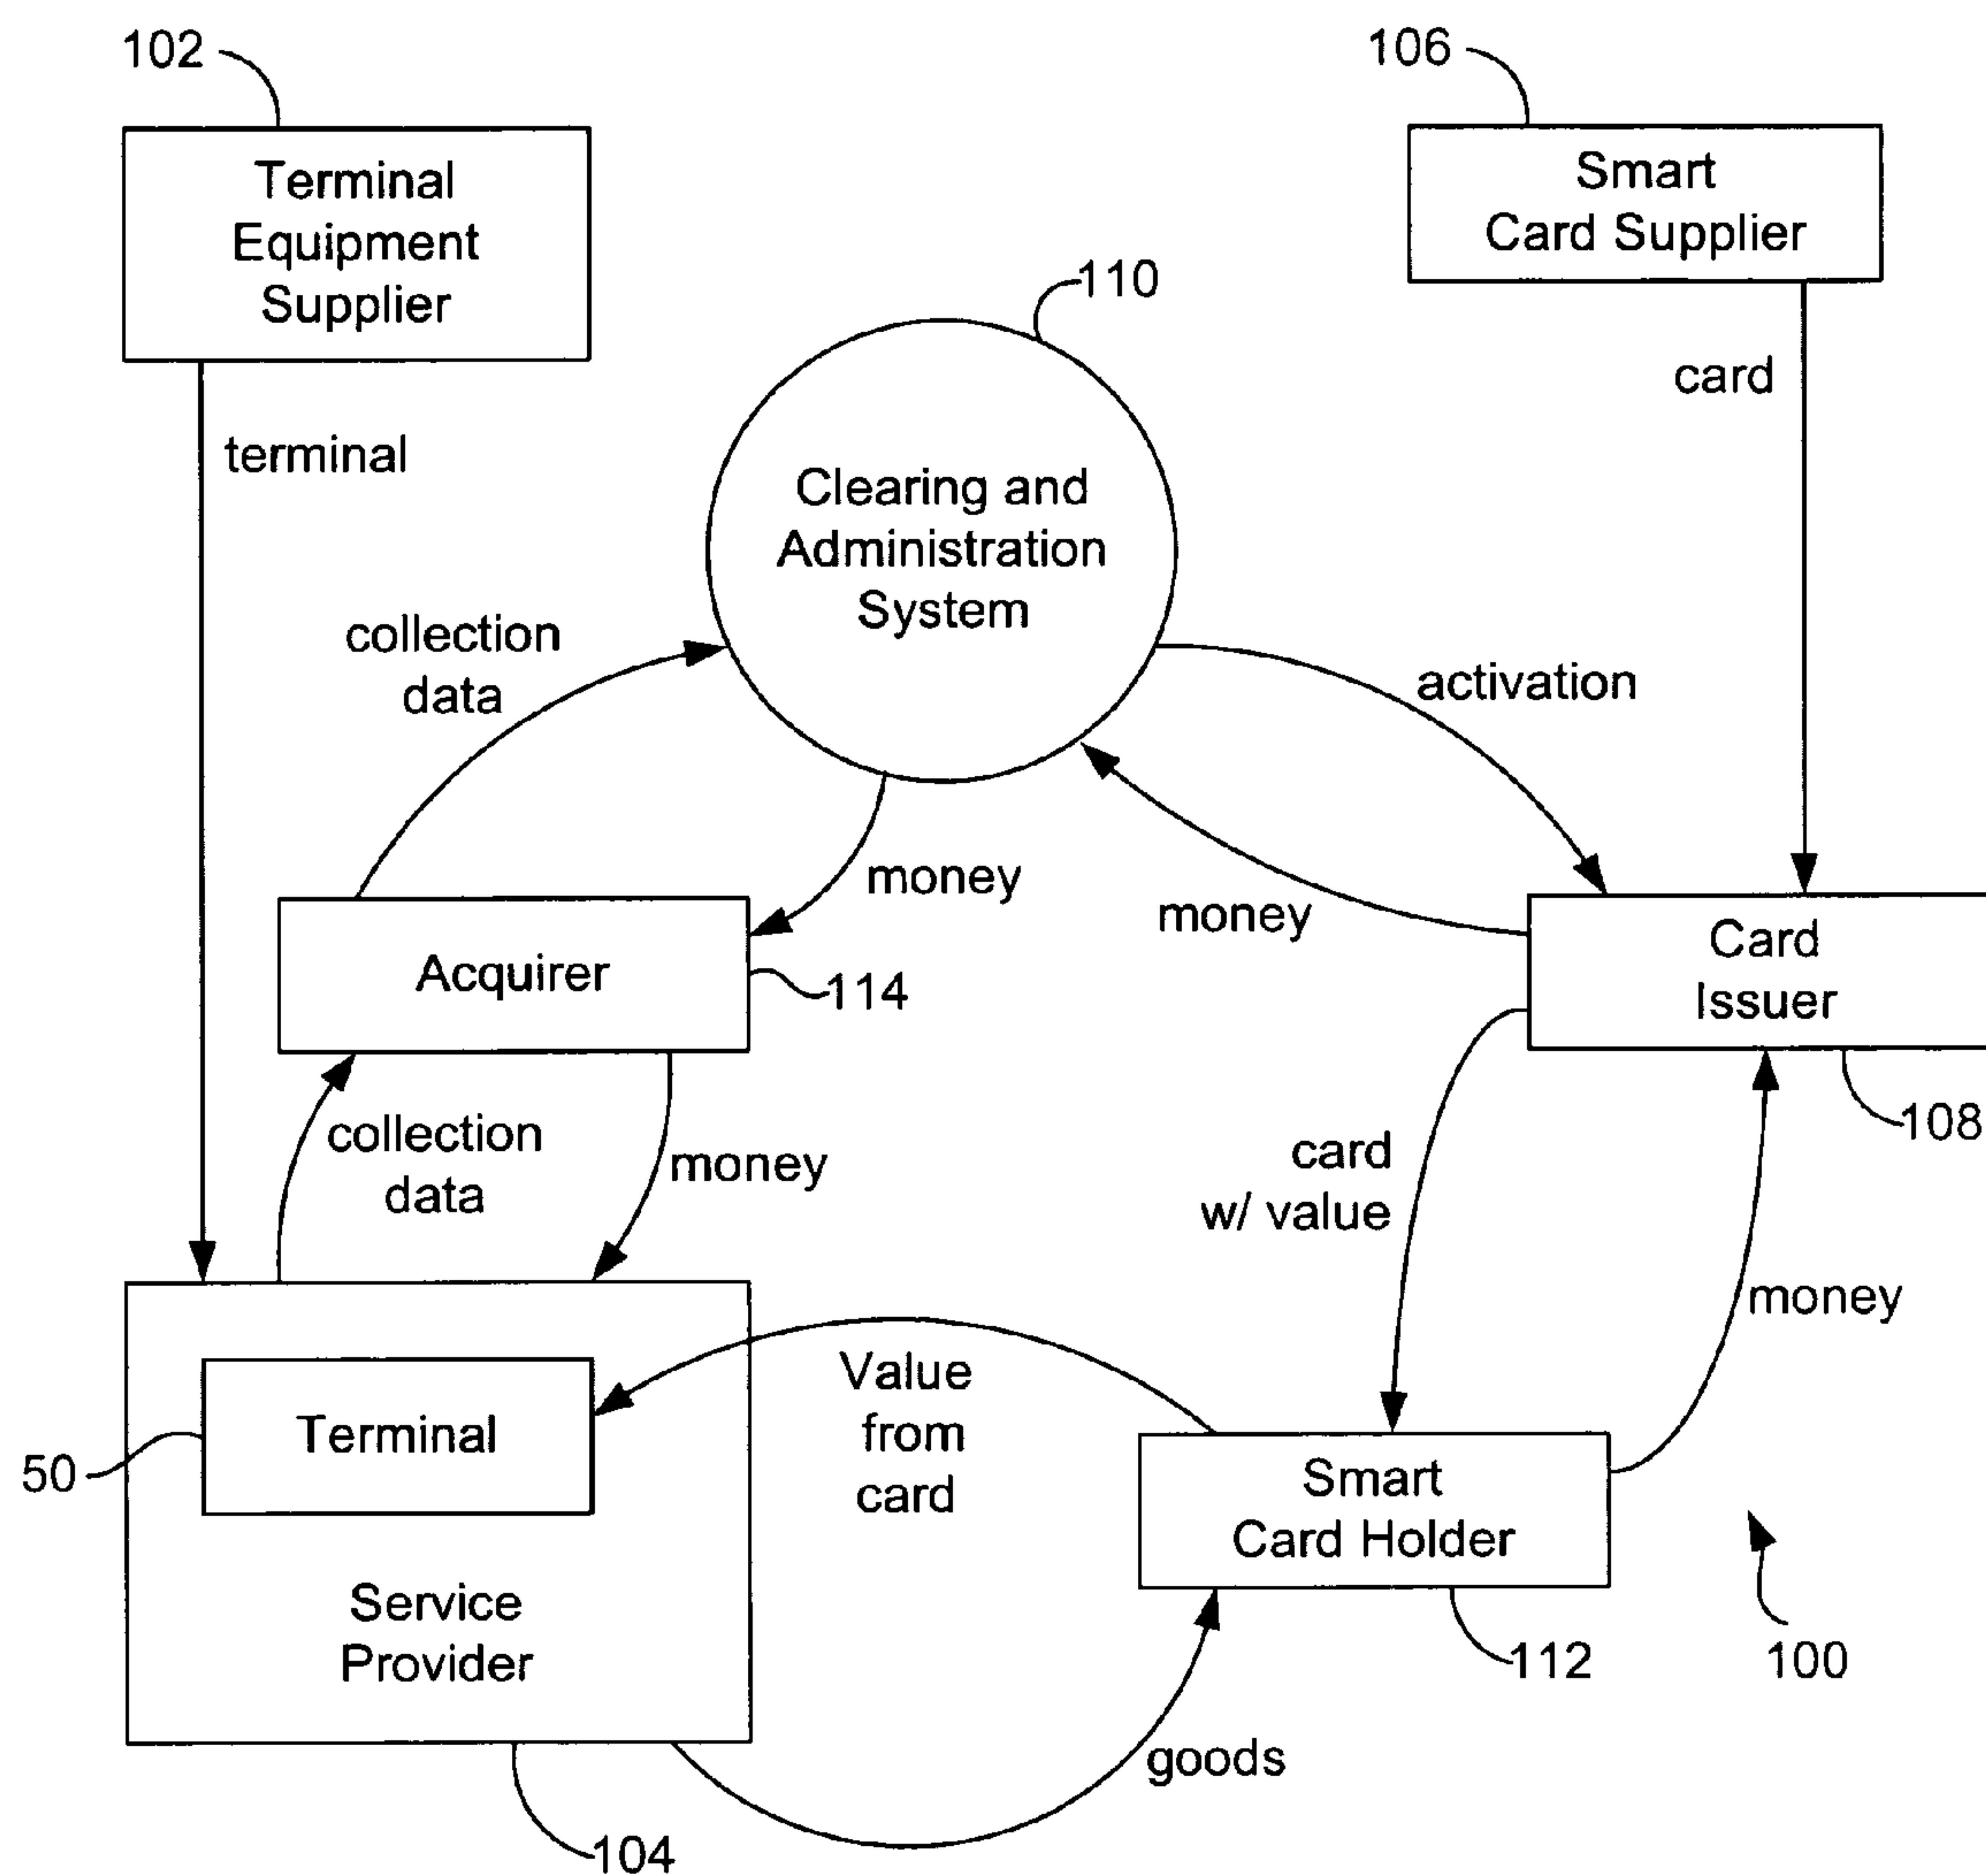 102
106
Terminal
Equipment
Supplier
Smart
Card Supplier
110
card
terminal
Clearing and
Administration
System
collection
data
activation
money
money
Acquirer
114
Card
Issuer
108
collection
data
money
card
w/ value
money
Value
from
card
Terminal
50
Smart
Card Holder
Service
Provider
112
100
goods
104